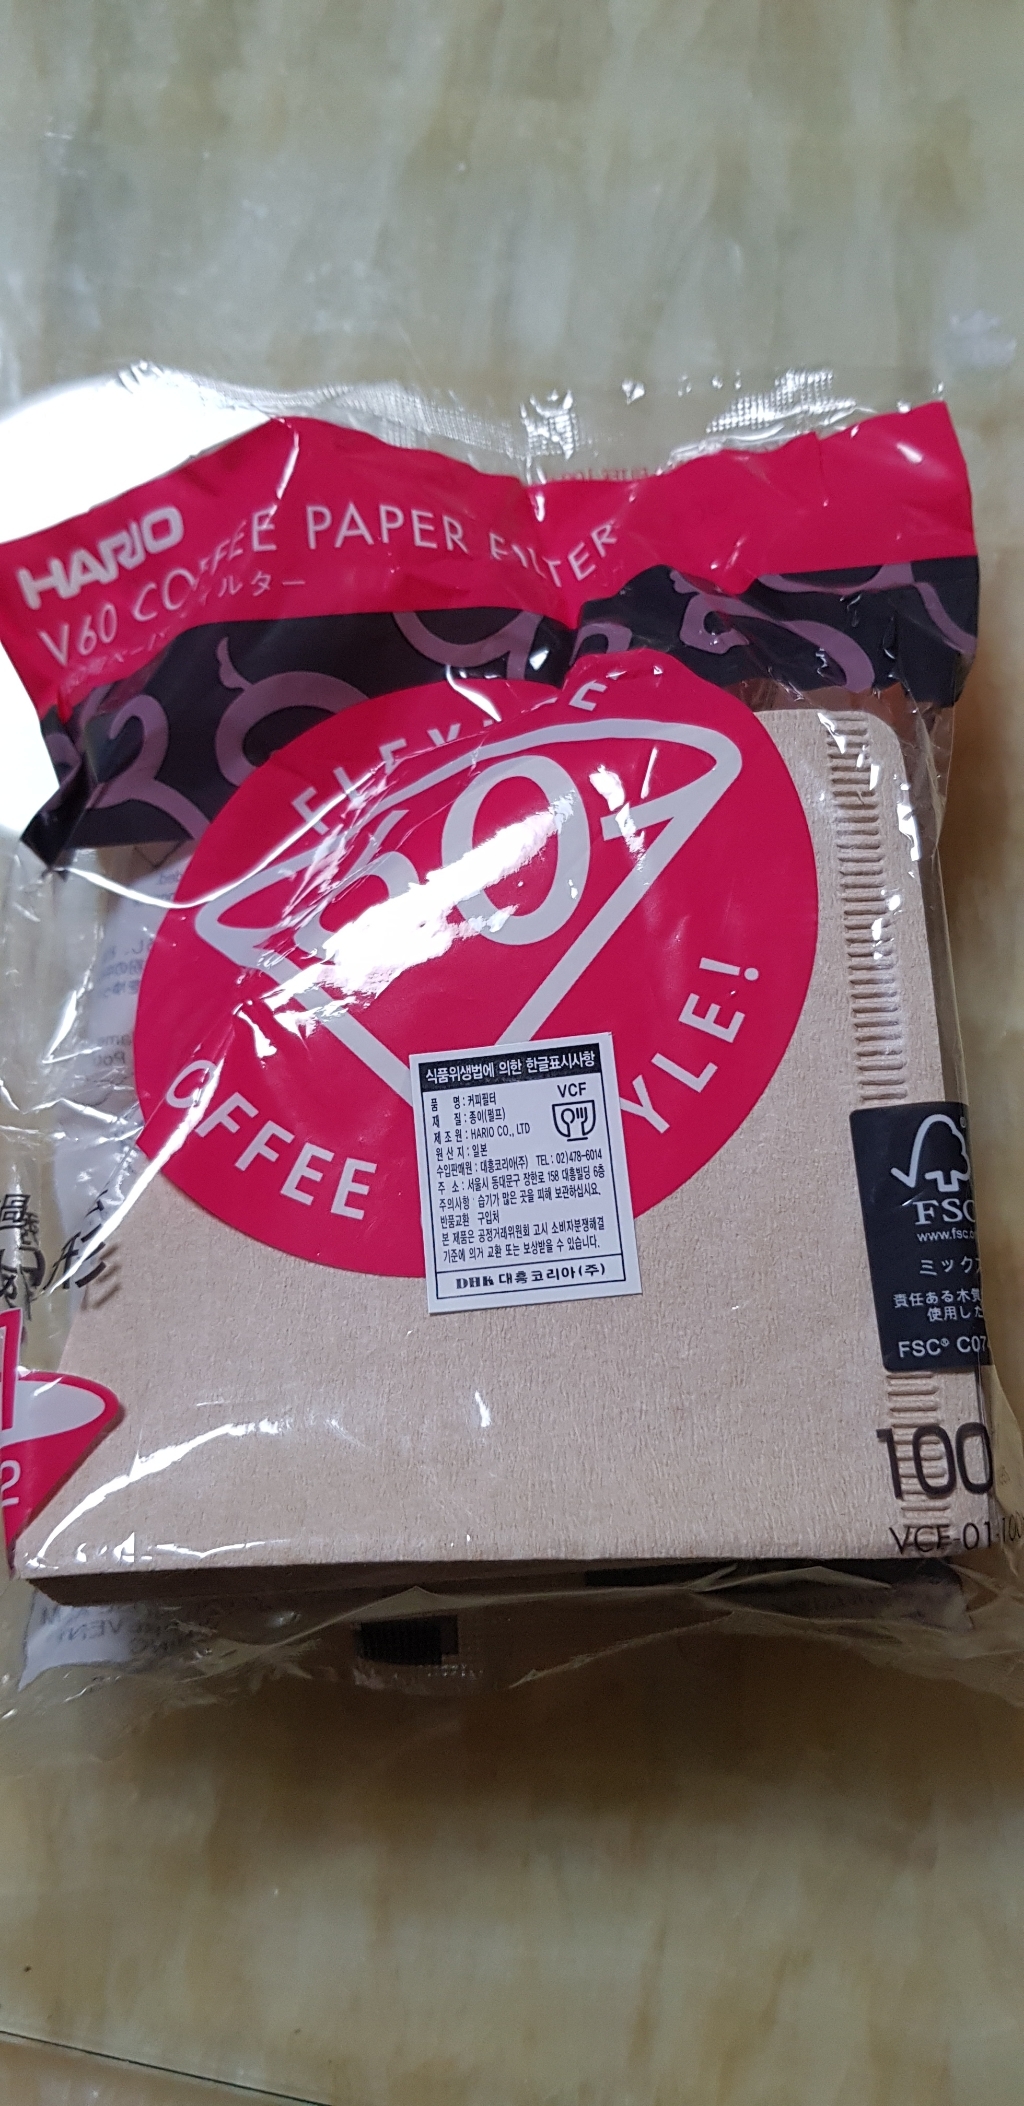 HARIO
V60 COFFEE PAPER FILTER
ルター
60
COFFEE
YLE!
식품위생법에 의한 한글표시사항
품 명 : 커피필터
VCF
재 질 : 종이(펄프)
제 조 원 : HARIO CO., LTD
원 산 지 : 일본
수입판매원 : 대흥코리아(주) TEL : 02)478-6014
주 소 : 서울시 동대문구 장한로 158 대흥빌딩 6층
주의사항 : 습기가 많은 곳을 피해 보관하십시요.
반품교환 구입처
본 제품은 공정거래위원회 고시 소비자분쟁해결
기준에 의거 교환 또는 보상받을 수 있습니다.
DHK 대흥코리아(주)
FSC
www.fsc.o
ミック
責任ある木質
使用した
FSC® C07
100
VCF-01-100
形
1
2